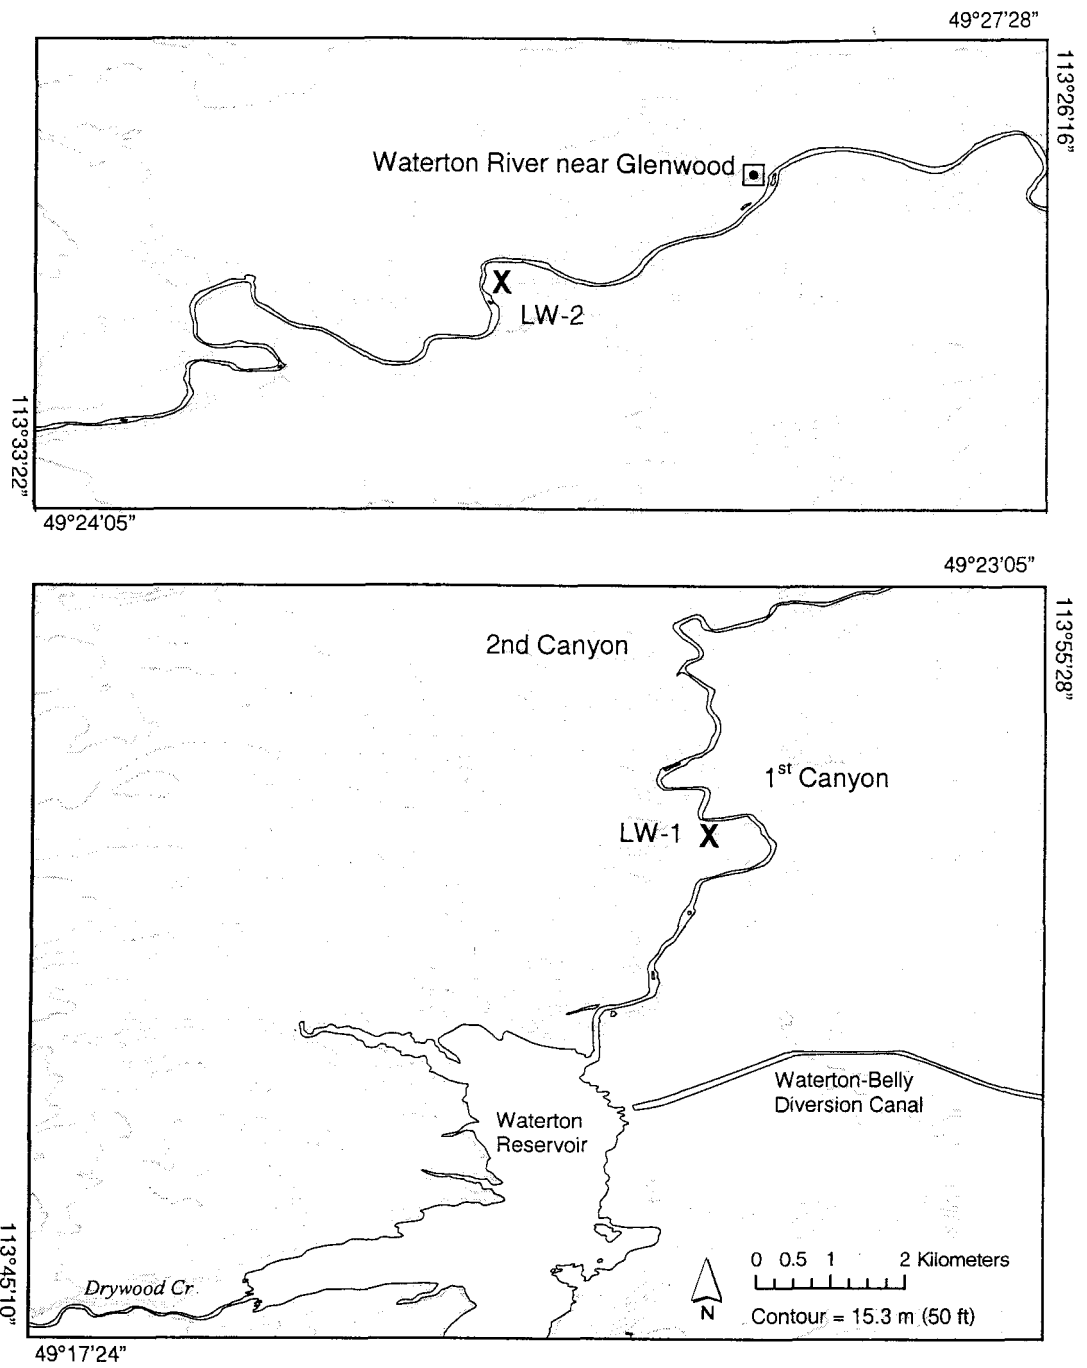 49°27'28"
113°26'16"
Waterton River near Glenwood
X
LW-2
113°33'22"
49°24'05"
49°23'05"
113°55'28"
2nd Canyon
1st Canyon
LW-1 X
Waterton-Belly
Diversion Canal
Waterton
Reservoir
113°45'10"
Drywood Cr
0 0.5 1 2 Kilometers
N
Contour = 15.3 m (50 ft)
49°17'24"